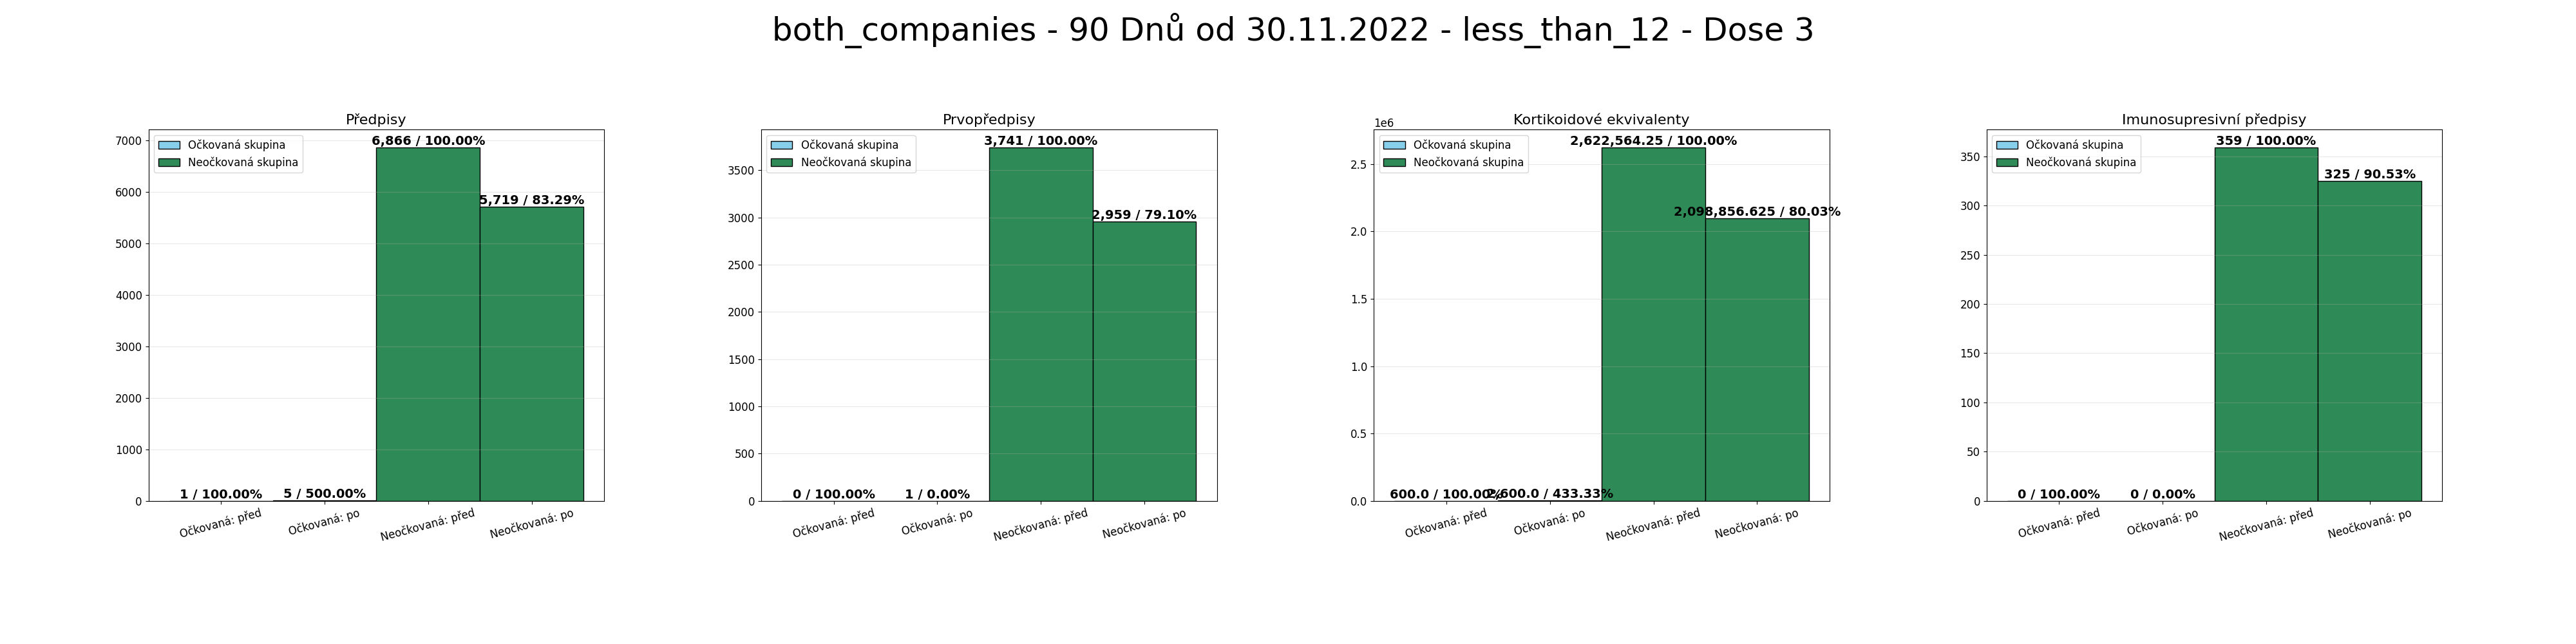 both_companies - 90 Dnů od 30.11.2022 - less_than_12 - Dose 3
Předpisy
7000
6000
5000
4000
3000
2000
1000
0
Očkovaná skupina
Neočkovaná skupina
1 / 100.00%
5 / 500.00%
6,866 / 100.00%
5,719 / 83.29%
Očkovaná: před
Očkovaná: po
Neočkovaná: před
Neočkovaná: po
Prvopředpisy
3500
3000
2500
2000
1500
1000
500
0
Očkovaná skupina
Neočkovaná skupina
0 / 100.00%
1 / 0.00%
3,741 / 100.00%
2,959 / 79.10%
Očkovaná: před
Očkovaná: po
Neočkovaná: před
Neočkovaná: po
Kortikoidové ekvivalenty
1e6
2.5
2.0
1.5
1.0
0.5
0.0
Očkovaná skupina
Neočkovaná skupina
600.0 / 100.00%
2,600.0 / 433.33%
2,622,564.25 / 100.00%
2,098,856.625 / 80.03%
Očkovaná: před
Očkovaná: po
Neočkovaná: před
Neočkovaná: po
Imunosupresivní předpisy
350
300
250
200
150
100
50
0
Očkovaná skupina
Neočkovaná skupina
0 / 100.00%
0 / 0.00%
359 / 100.00%
325 / 90.53%
Očkovaná: před
Očkovaná: po
Neočkovaná: před
Neočkovaná: po